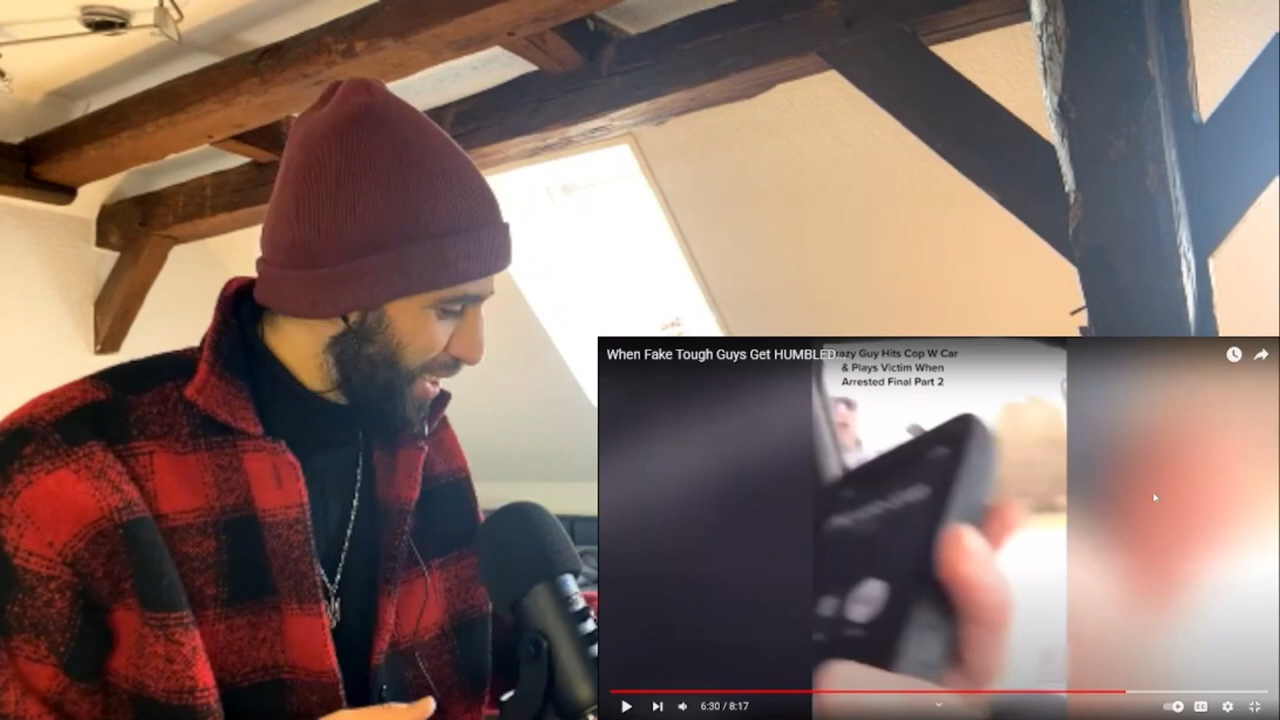 When Fake Tough Guys Get HUMBLED...
razy Guy Hits Cop W Car
& Plays Victim When
Arrested Final Part 2
6:30 / 8:17